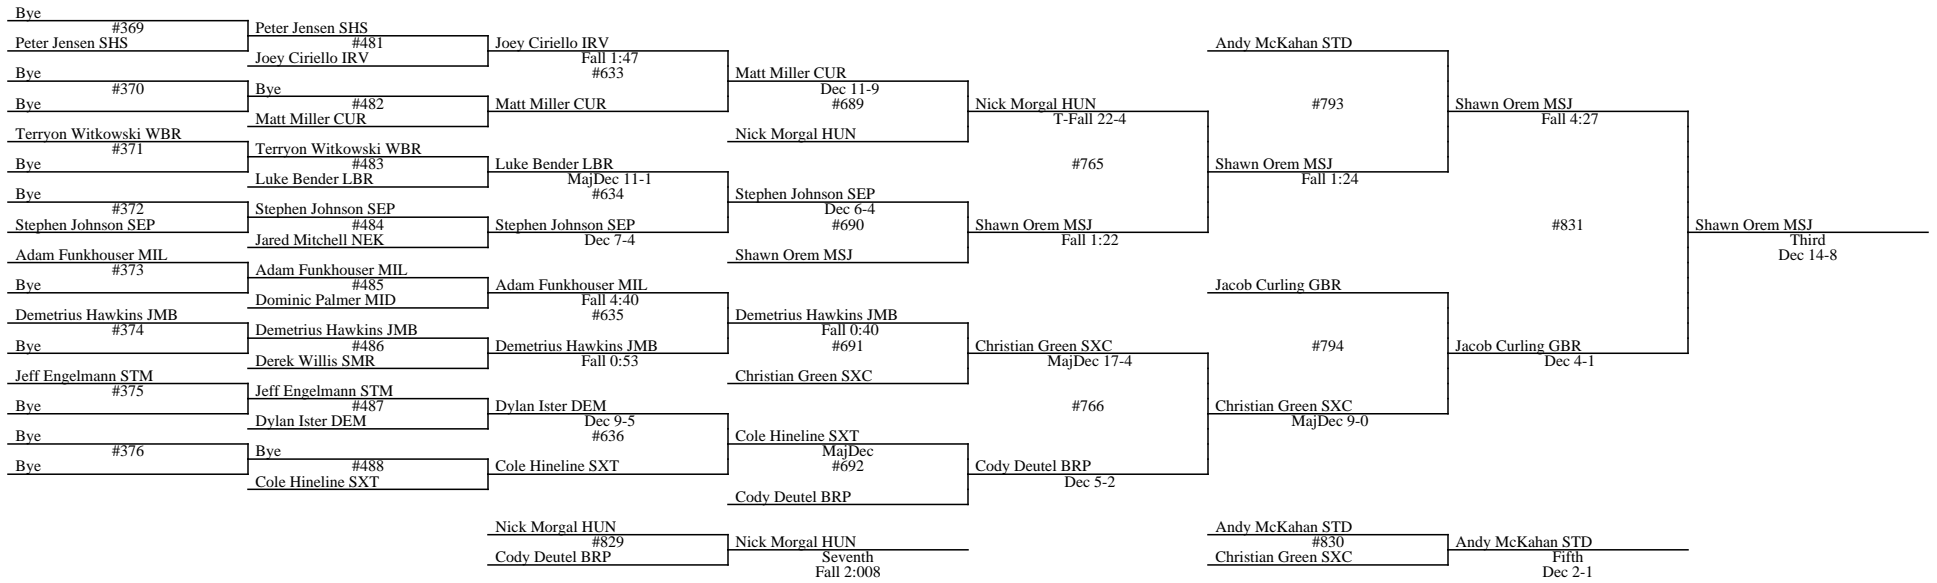 Bye
#369
Peter Jensen SHS
Bye
#370
Bye
Terryon Witkowski WBR
#371
Bye
Bye
#372
Stephen Johnson SEP
Adam Funkhouser MIL
#373
Bye
Demetrius Hawkins JMB
#374
Bye
Jeff Engelmann STM
#375
Bye
Bye
#376
Bye
Peter Jensen SHS
#481
Joey Ciriello IRV
Bye
#482
Matt Miller CUR
Terryon Witkowski WBR
#483
Luke Bender LBR
Stephen Johnson SEP
#484
Jared Mitchell NEK
Adam Funkhouser MIL
#485
Dominic Palmer MID
Demetrius Hawkins JMB
#486
Derek Willis SMR
Jeff Engelmann STM
#487
Dylan Ister DEM
Bye
#488
Cole Hineline SXT
Joey Ciriello IRV
Fall 1:47
#633
Matt Miller CUR
Luke Bender LBR
MajDec 11-1
#634
Stephen Johnson SEP
Dec 7-4
Adam Funkhouser MIL
Fall 4:40
#635
Demetrius Hawkins JMB
Fall 0:53
Dylan Ister DEM
Dec 9-5
#636
Cole Hineline SXT
Nick Morgal HUN
#829
Cody Deutel BRP
Matt Miller CUR
Dec 11-9
#689
Nick Morgal HUN
Stephen Johnson SEP
Dec 6-4
#690
Shawn Orem MSJ
Demetrius Hawkins JMB
Fall 0:40
#691
Christian Green SXC
Cole Hineline SXT
MajDec
#692
Cody Deutel BRP
Nick Morgal HUN
Seventh
Fall 2:008
Nick Morgal HUN
T-Fall 22-4
#765
Shawn Orem MSJ
Fall 1:22
Christian Green SXC
MajDec 17-4
#766
Cody Deutel BRP
Dec 5-2
Andy McKahan STD
#793
Shawn Orem MSJ
Fall 1:24
Jacob Curling GBR
#794
Christian Green SXC
MajDec 9-0
Andy McKahan STD
#830
Christian Green SXC
Shawn Orem MSJ
Fall 4:27
#831
Jacob Curling GBR
Dec 4-1
Andy McKahan STD
Fifth
Dec 2-1
Shawn Orem MSJ
Third
Dec 14-8